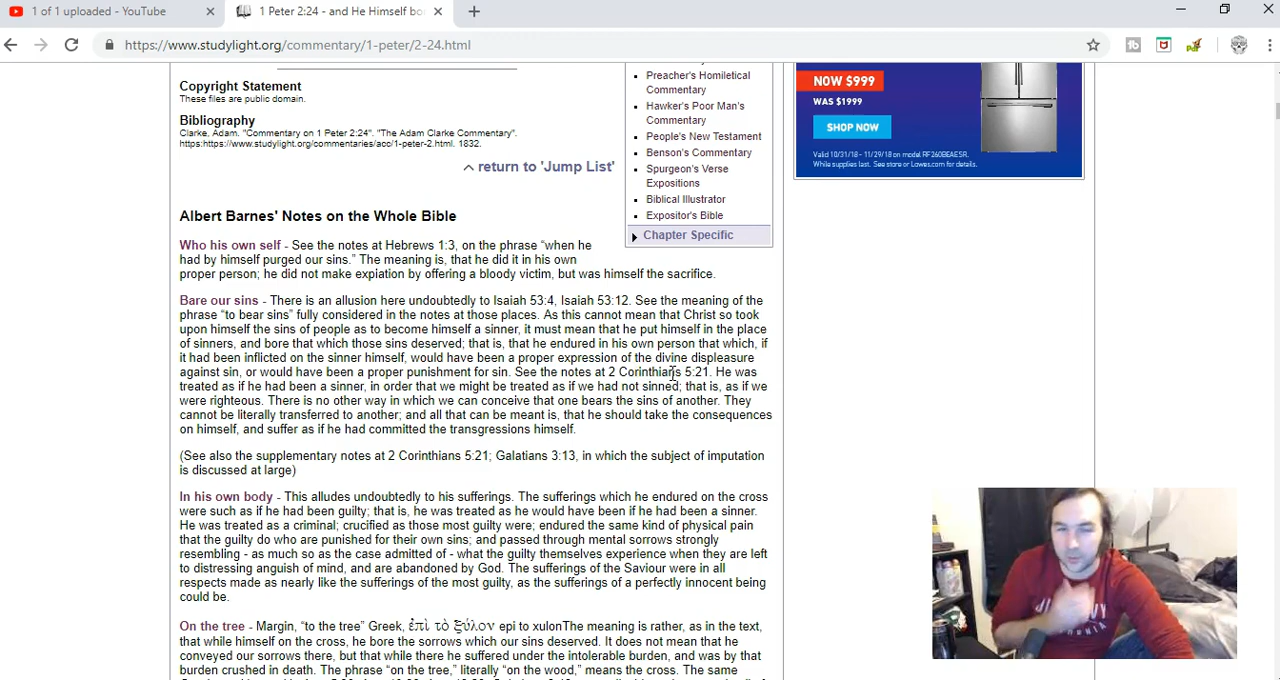 1 of 1 uploaded - YouTube
1 Peter 2:24 - and He Himself bo
https://www.studylight.org/commentary/1-peter/2-24.html
Copyright Statement
These files are public domain.
Bibliography
Clarke, Adam. "Commentary on 1 Peter 2:24". "The Adam Clarke Commentary".
https:https://www.studylight.org/commentaries/acc/1-peter-2.html. 1832.
return to 'Jump List'
Preacher's Homiletical
Commentary
Hawker's Poor Man's
Commentary
People's New Testament
Benson's Commentary
Spurgeon's Verse
Expositions
Biblical Illustrator
Expositor's Bible
Chapter Specific
NOW $999
WAS $1999
SHOP NOW
Valid 10/31/18 - 11/29/18 on model RF260BEAESR.
While supplies last. See store or Lowes.com for details.
Albert Barnes' Notes on the Whole Bible
Who his own self - See the notes at Hebrews 1:3, on the phrase “when he
had by himself purged our sins.” The meaning is, that he did it in his own
proper person; he did not make expiation by offering a bloody victim, but was himself the sacrifice.
Bare our sins - There is an allusion here undoubtedly to Isaiah 53:4, Isaiah 53:12. See the meaning of the
phrase “to bear sins” fully considered in the notes at those places. As this cannot mean that Christ so took
upon himself the sins of people as to become himself a sinner, it must mean that he put himself in the place
of sinners, and bore that which those sins deserved; that is, that he endured in his own person that which, if
it had been inflicted on the sinner himself, would have been a proper expression of the divine displeasure
against sin, or would have been a proper punishment for sin. See the notes at 2 Corinthians 5:21. He was
treated as if he had been a sinner, in order that we might be treated as if we had not sinned; that is, as if we
were righteous. There is no other way in which we can conceive that one bears the sins of another. They
cannot be literally transferred to another; and all that can be meant is, that he should take the consequences
on himself, and suffer as if he had committed the transgressions himself.
(See also the supplementary notes at 2 Corinthians 5:21; Galatians 3:13, in which the subject of imputation
is discussed at large)
In his own body - This alludes undoubtedly to his sufferings. The sufferings which he endured on the cross
were such as if he had been guilty; that is, he was treated as he would have been if he had been a sinner.
He was treated as a criminal; crucified as those most guilty were; endured the same kind of physical pain
that the guilty do who are punished for their own sins; and passed through mental sorrows strongly
resembling - as much so as the case admitted of - what the guilty themselves experience when they are left
to distressing anguish of mind, and are abandoned by God. The sufferings of the Saviour were in all
respects made as nearly like the sufferings of the most guilty, as the sufferings of a perfectly innocent being
could be.
On the tree - Margin, “to the tree” Greek, ἐπὶ τὸ ξύλον epi to xulonThe meaning is rather, as in the text,
that while himself on the cross, he bore the sorrows which our sins deserved. It does not mean that he
conveyed our sorrows there, but that while there he suffered under the intolerable burden, and was by that
burden crushed in death. The phrase “on the tree,” literally “on the wood,” means the cross. The same